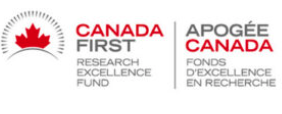 CANADA
FIRST
RESEARCH
EXCELLENCE
FUND
APOGÉE
CANADA
FONDS
D'EXCELLENCE
EN RECHERCHE